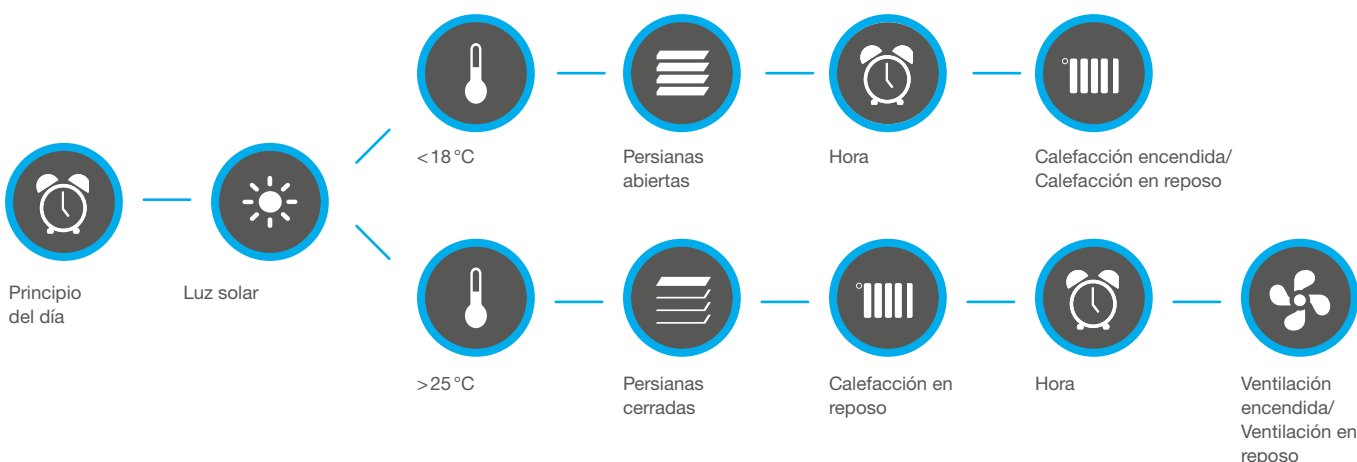 <18 °C
Persianas
abiertas
Hora
Calefacción encendida/
Calefacción en reposo
Principio
del día
Luz solar
>25 °C
Persianas
cerradas
Calefacción en
reposo
Hora
Ventilación
encendida/
Ventilación en
reposo